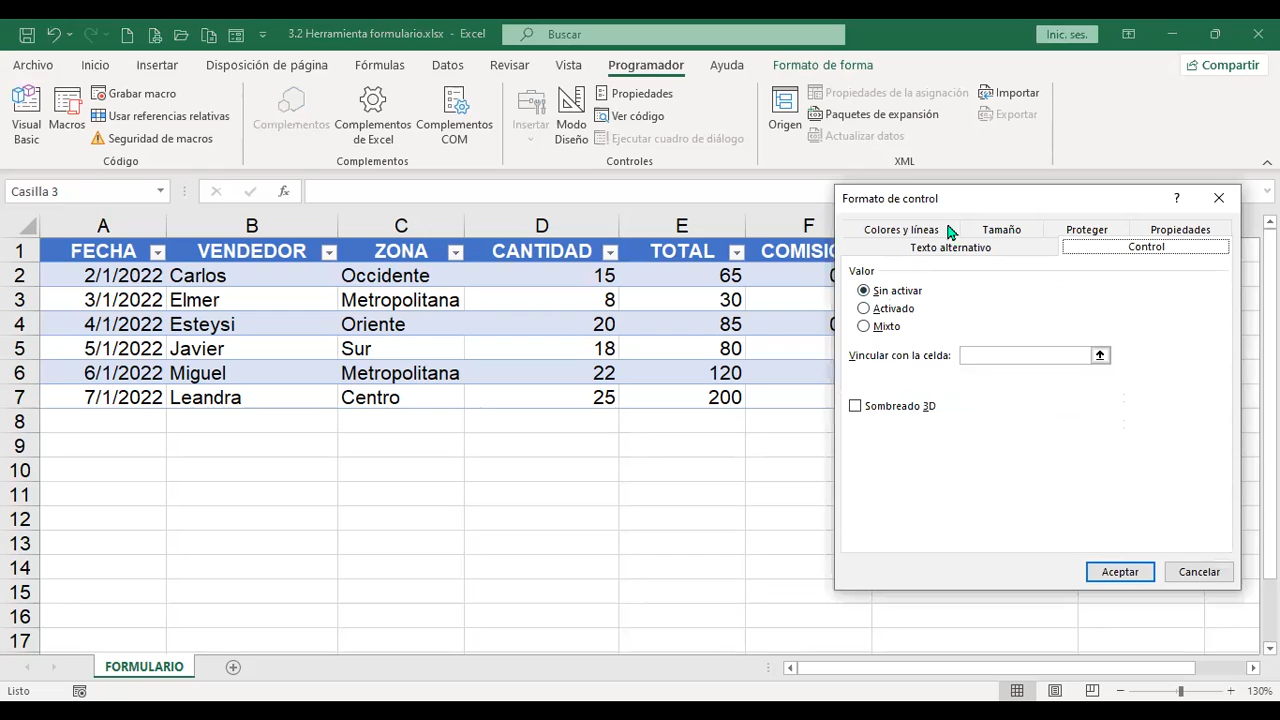 3.2 Herramienta formulario.xlsx - Excel
Buscar
Inic. ses.
Archivo Inicio Insertar Disposición de página Fórmulas Datos Revisar Vista Programador Ayuda Formato de forma Compartir
Visual Basic
Macros
Grabar macro
Usar referencias relativas
Seguridad de macros
Código
Complementos
Complementos de Excel
Complementos COM
Complementos
Insertar
Modo Diseño
Propiedades
Ver código
Ejecutar cuadro de diálogo
Controles
Origen
Propiedades de la asignación
Paquetes de expansión
Actualizar datos
Importar
Exportar
XML
Casilla 3
fx
A B C D E F
1 FECHA VENDEDOR ZONA CANTIDAD TOTAL COMISI
2 2/1/2022 Carlos Occidente 15 65
3 3/1/2022 Elmer Metropolitana 8 30
4 4/1/2022 Esteysi Oriente 20 85
5 5/1/2022 Javier Sur 18 80
6 6/1/2022 Miguel Metropolitana 22 120
7 7/1/2022 Leandra Centro 25 200
8
9
10
11
12
13
14
15
16
17
Formato de control
?
Colores y líneas Tamaño Proteger Propiedades
Texto alternativo Control
Valor
Sin activar
Activado
Mixto
Vincular con la celda:
Sombreado 3D
Aceptar Cancelar
FORMULARIO
Listo
130%